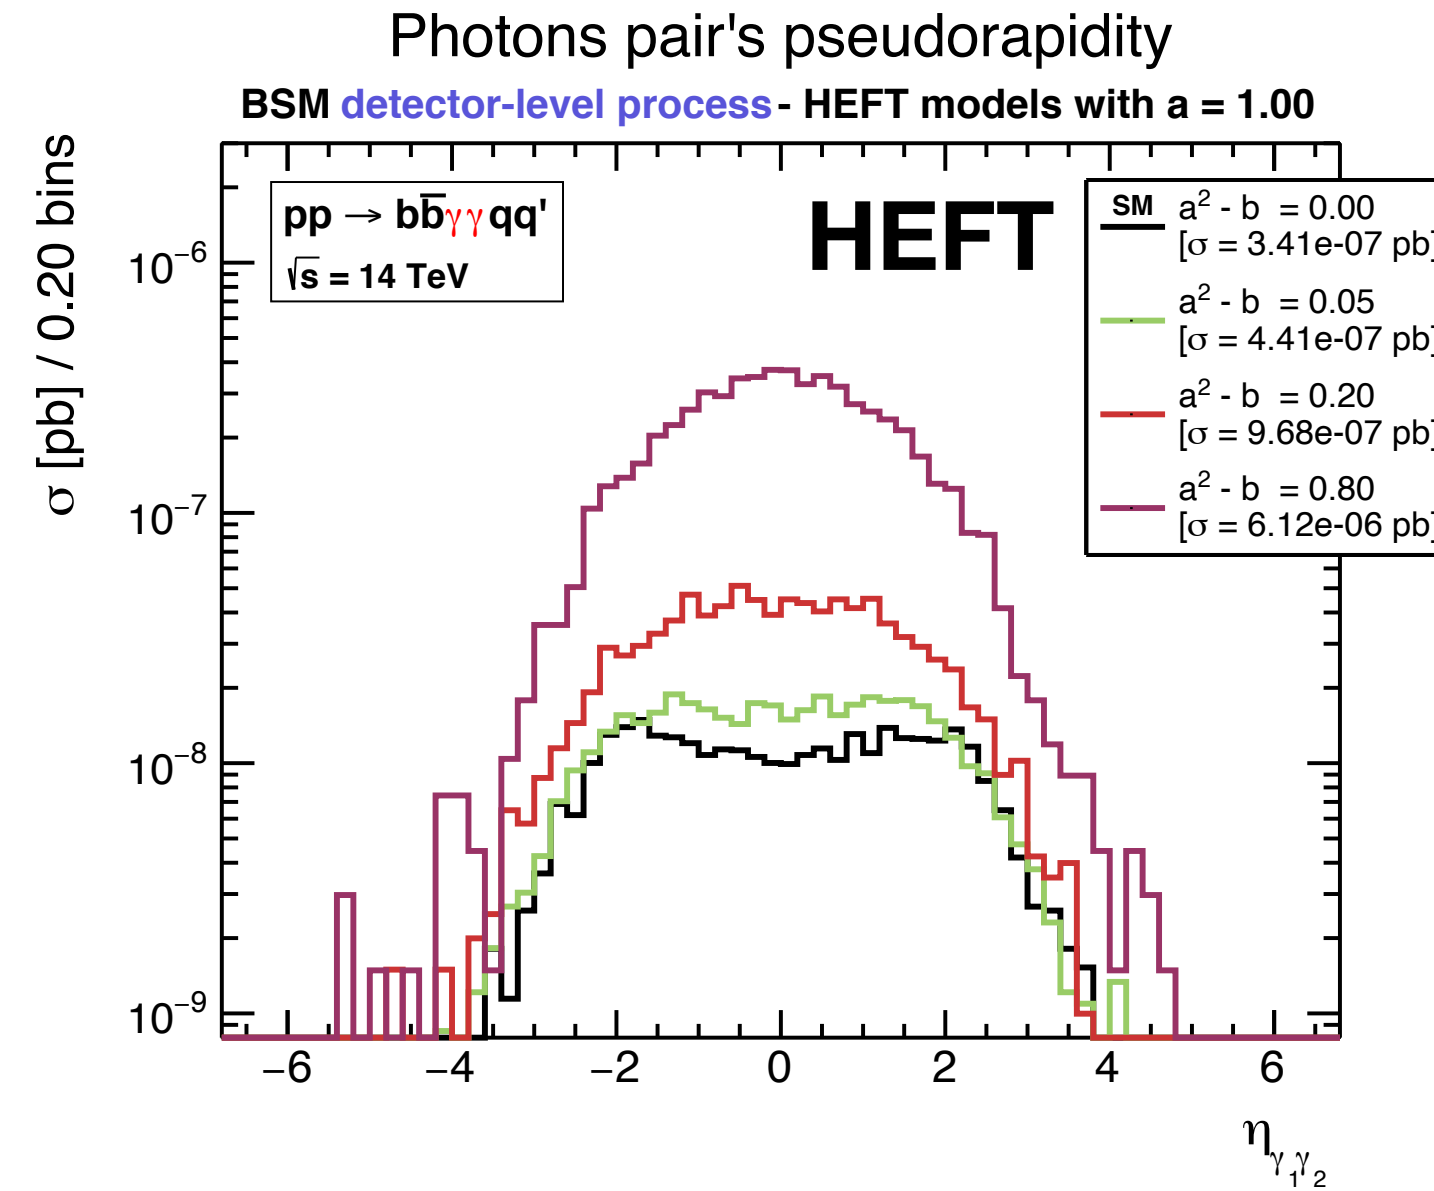 Photons pair's pseudorapidity
BSM detector-level process - HEFT models with a = 1.00
σ [pb] / 0.20 bins
pp → bb̅γγqq'
√s = 14 TeV
HEFT
SM a² - b = 0.00
[σ = 3.41e-07 pb]
a² - b = 0.05
[σ = 4.41e-07 pb]
a² - b = 0.20
[σ = 9.68e-07 pb]
a² - b = 0.80
[σ = 6.12e-06 pb]
10⁻⁶
10⁻⁷
10⁻⁸
10⁻⁹
−6 −4 −2 0 2 4 6
η_γ₁γ₂